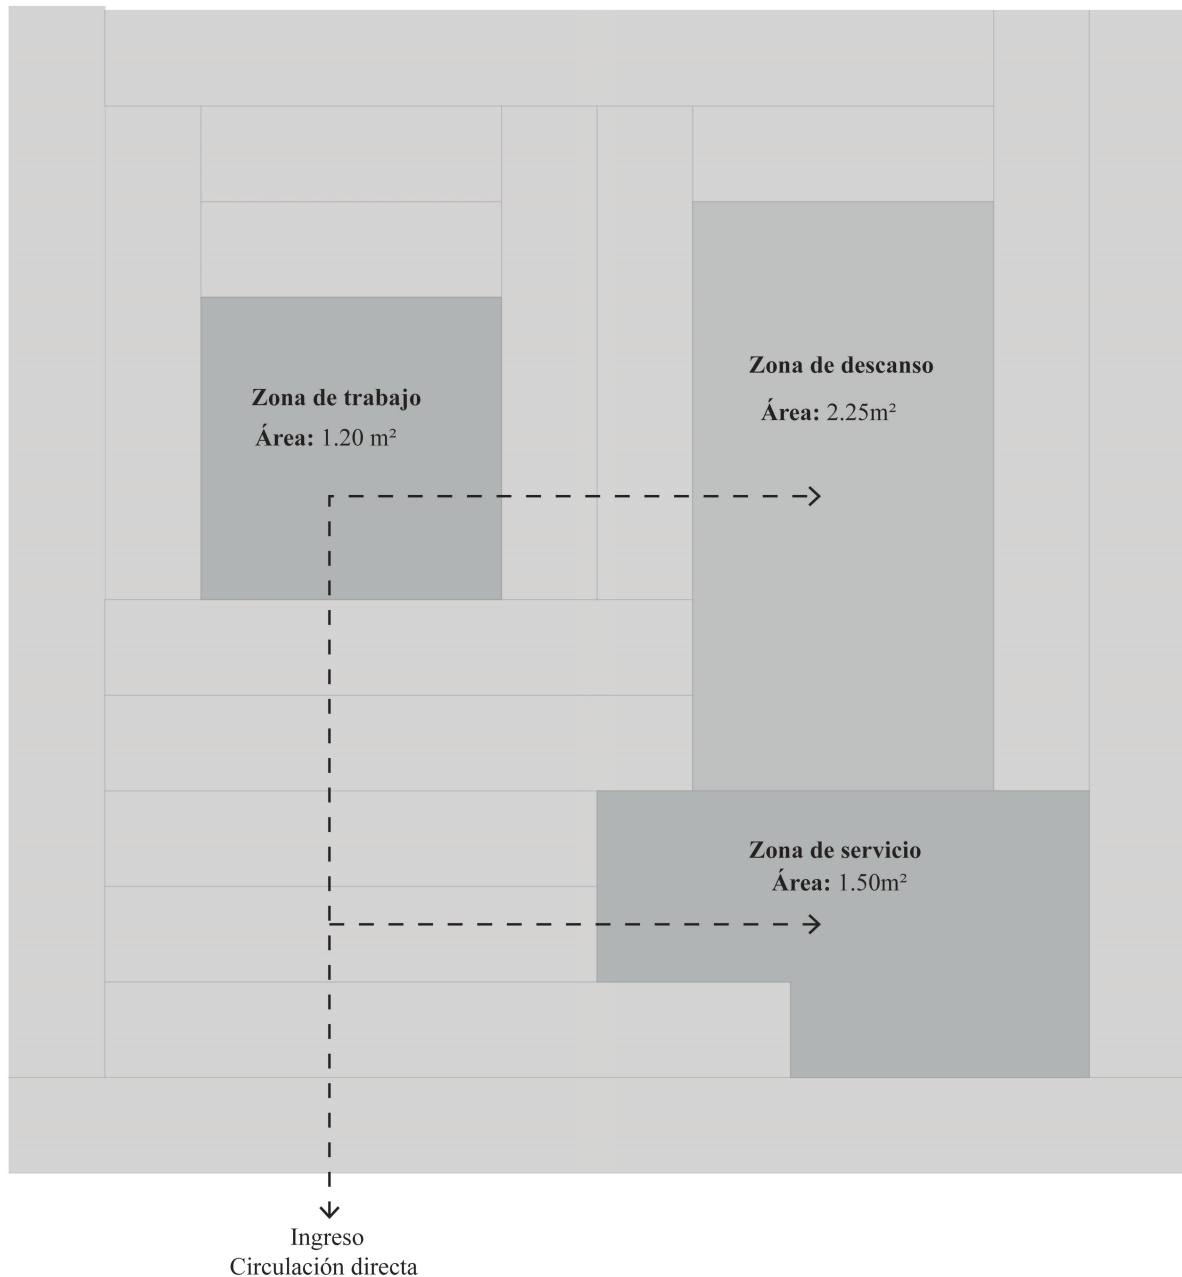 Zona de descanso
Área: 2.25m²
Zona de trabajo
Área: 1.20 m²
Zona de servicio
Área: 1.50m²
Ingreso
Circulación directa